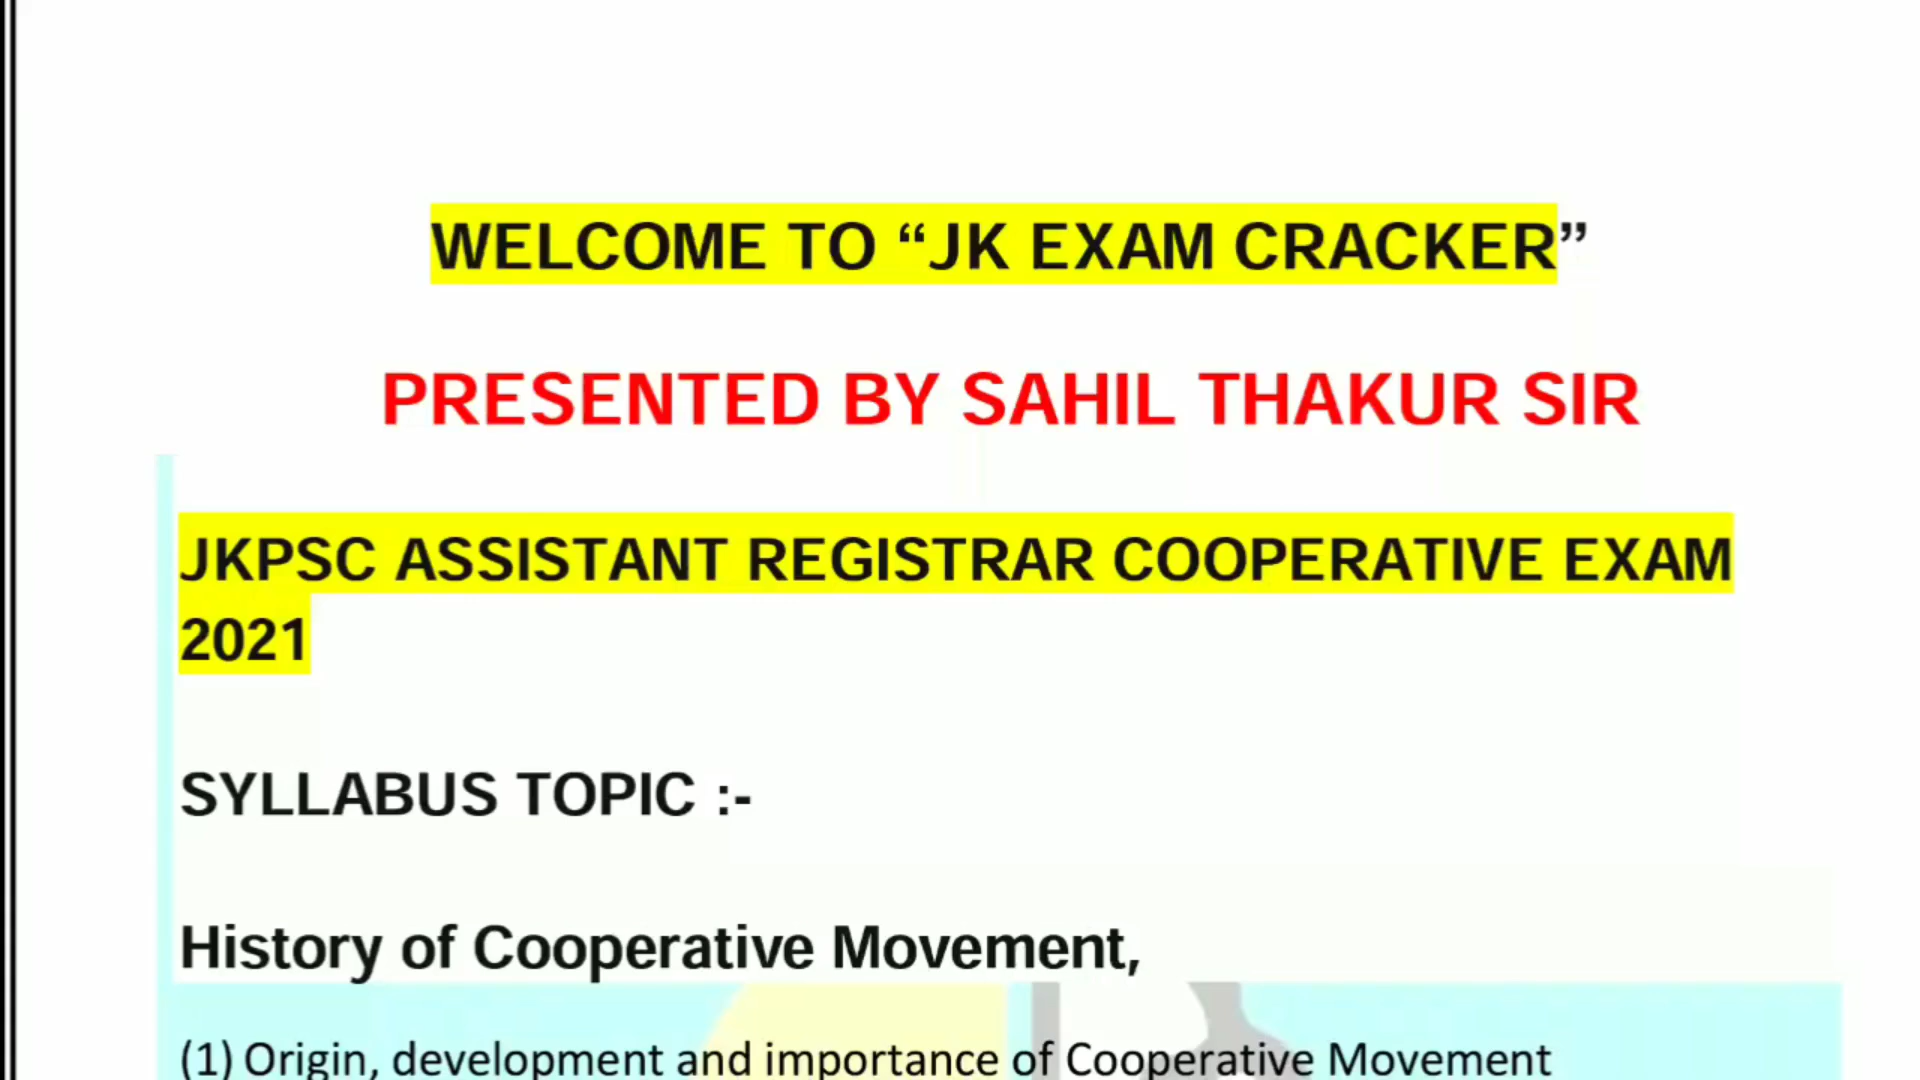 WELCOME TO “JK EXAM CRACKER”
PRESENTED BY SAHIL THAKUR SIR
JKPSC ASSISTANT REGISTRAR COOPERATIVE EXAM
2021
SYLLABUS TOPIC :-
History of Cooperative Movement,
(1) Origin, development and importance of Cooperative Movement